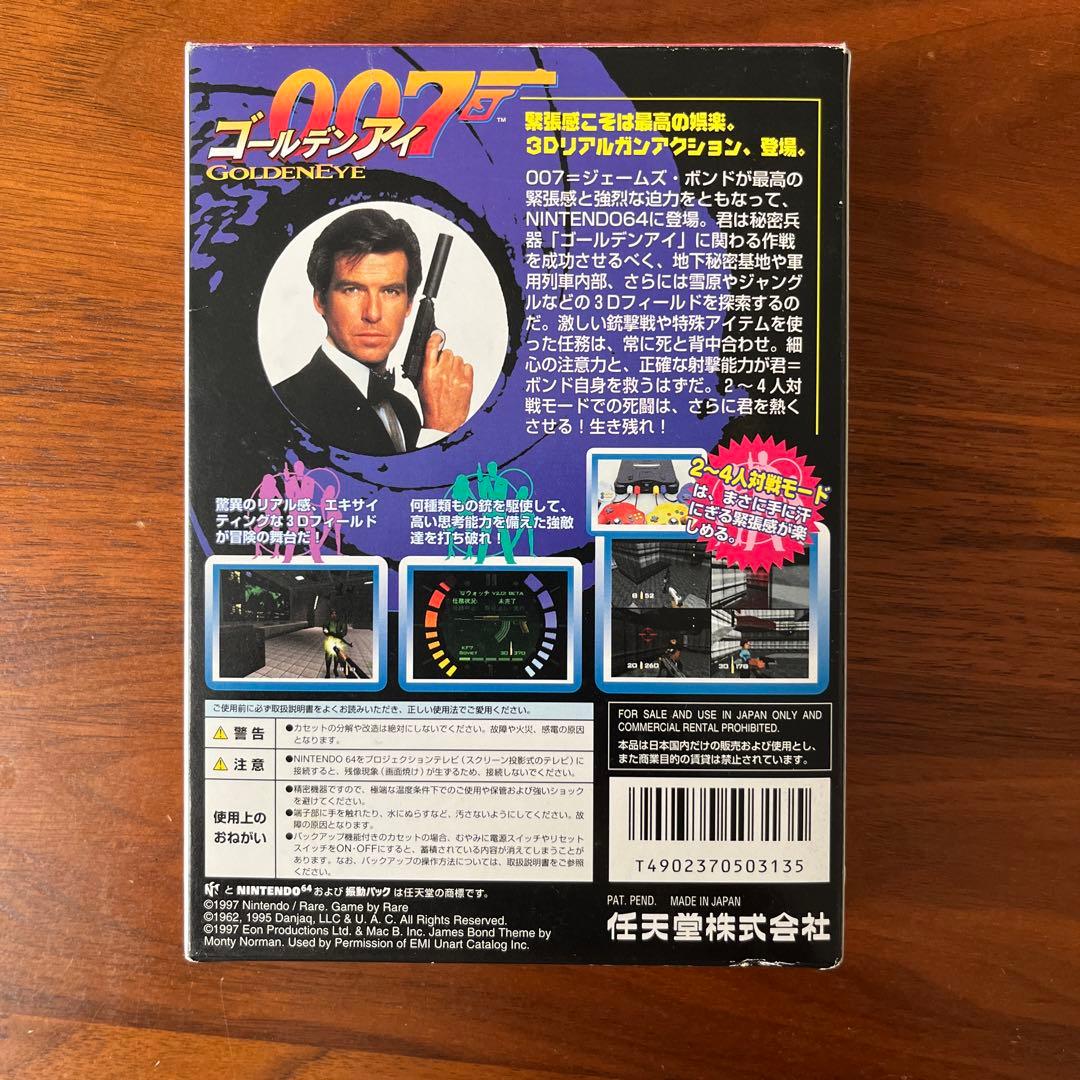 007
™
ゴールデンアイ
GOLDENEYE
緊張感こそは最高の娯楽。
3Dリアルガンアクション、登場。
007=ジェームズ・ボンドが最高の
緊張感と強烈な迫力をともなって、
NINTENDO64に登場。君は秘密兵
器「ゴールデンアイ」に関わる作戦
を成功させるべく、地下秘密基地や軍
用列車内部、さらには雪原やジャング
ルなどの3Dフィールドを探索するの
だ。激しい銃撃戦や特殊アイテムを使
った任務は、常に死と背中合わせ。細
心の注意力と、正確な射撃能力が君=
ボンド自身を救うはずだ。2〜4人対
戦モードでの死闘は、さらに君を熱く
させる!生き残れ!
驚異のリアル感、エキサイ
ティングな3Dフィールド
が冒険の舞台だ!
何種類もの銃を駆使して、
高い思考能力を備えた強敵
達を打ち破れ!
2〜4人対戦モード
は、まさに手に汗
にぎる緊張感が楽
しめる。
Qウォッチ V2.01 BETA
任務状況: 未完了
KF7
SOVIET 30 370
8 52
20 260
30 178
ご使用前に必ず取扱説明書をよくお読みいただき、正しい使用法でご愛用ください。
警告
●カセットの分解や改造は絶対にしないでください。故障や火災、感電の原因
となります。
注意
●NINTENDO 64をプロジェクションテレビ(スクリーン投影式のテレビ)に
接続すると、残像現象(画面焼け)が生ずるため、接続しないでください。
使用上の
おねがい
●精密機器ですので、極端な温度条件下でのご使用や保管および強いショック
を避けてください。
●端子部に手を触れたり、水にぬらすなど、汚さないようにしてください。故
障の原因となります。
●バックアップ機能付きのカセットの場合、むやみに電源スイッチやリセット
スイッチをON・OFFにすると、蓄積されている内容が消えてしまうことが
あります。なお、バックアップの操作方法については、取扱説明書をご参照
ください。
と NINTENDO64 および 振動パック は任天堂の商標です。
©1997 Nintendo / Rare. Game by Rare
©1962, 1995 Danjaq, LLC & U. A. C. All Rights Reserved.
©1997 Eon Productions Ltd. & Mac B. Inc. James Bond Theme by
Monty Norman. Used by Permission of EMI Unart Catalog Inc.
FOR SALE AND USE IN JAPAN ONLY AND
COMMERCIAL RENTAL PROHIBITED.
本品は日本国内だけの販売および使用とし、
また商業目的の賃貸は禁止されています。
T4902370503135
PAT. PEND. MADE IN JAPAN
任天堂株式会社